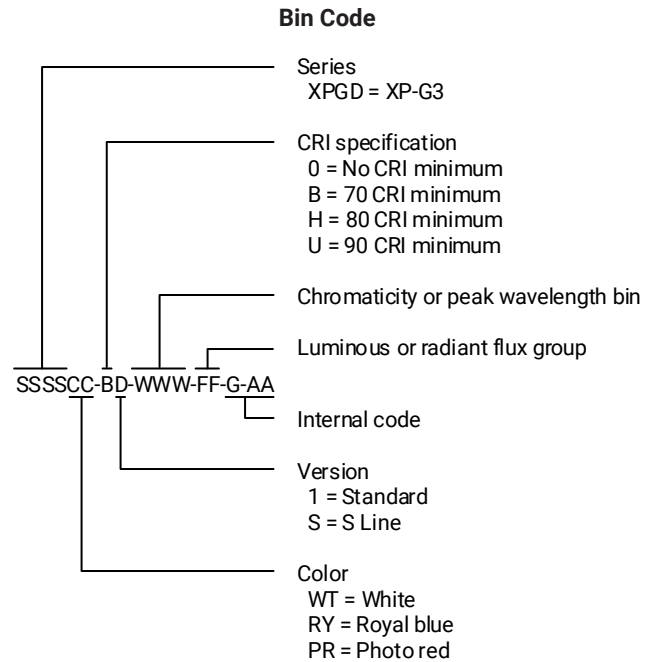 Bin Code
Series
XPGD = XP-G3
CRI specification
0 = No CRI minimum
B = 70 CRI minimum
H = 80 CRI minimum
U = 90 CRI minimum
Chromaticity or peak wavelength bin
Luminous or radiant flux group
SSSSCC-BD-WWW-FF-G-AA
Internal code
Version
1 = Standard
S = S Line
Color
WT = White
RY = Royal blue
PR = Photo red